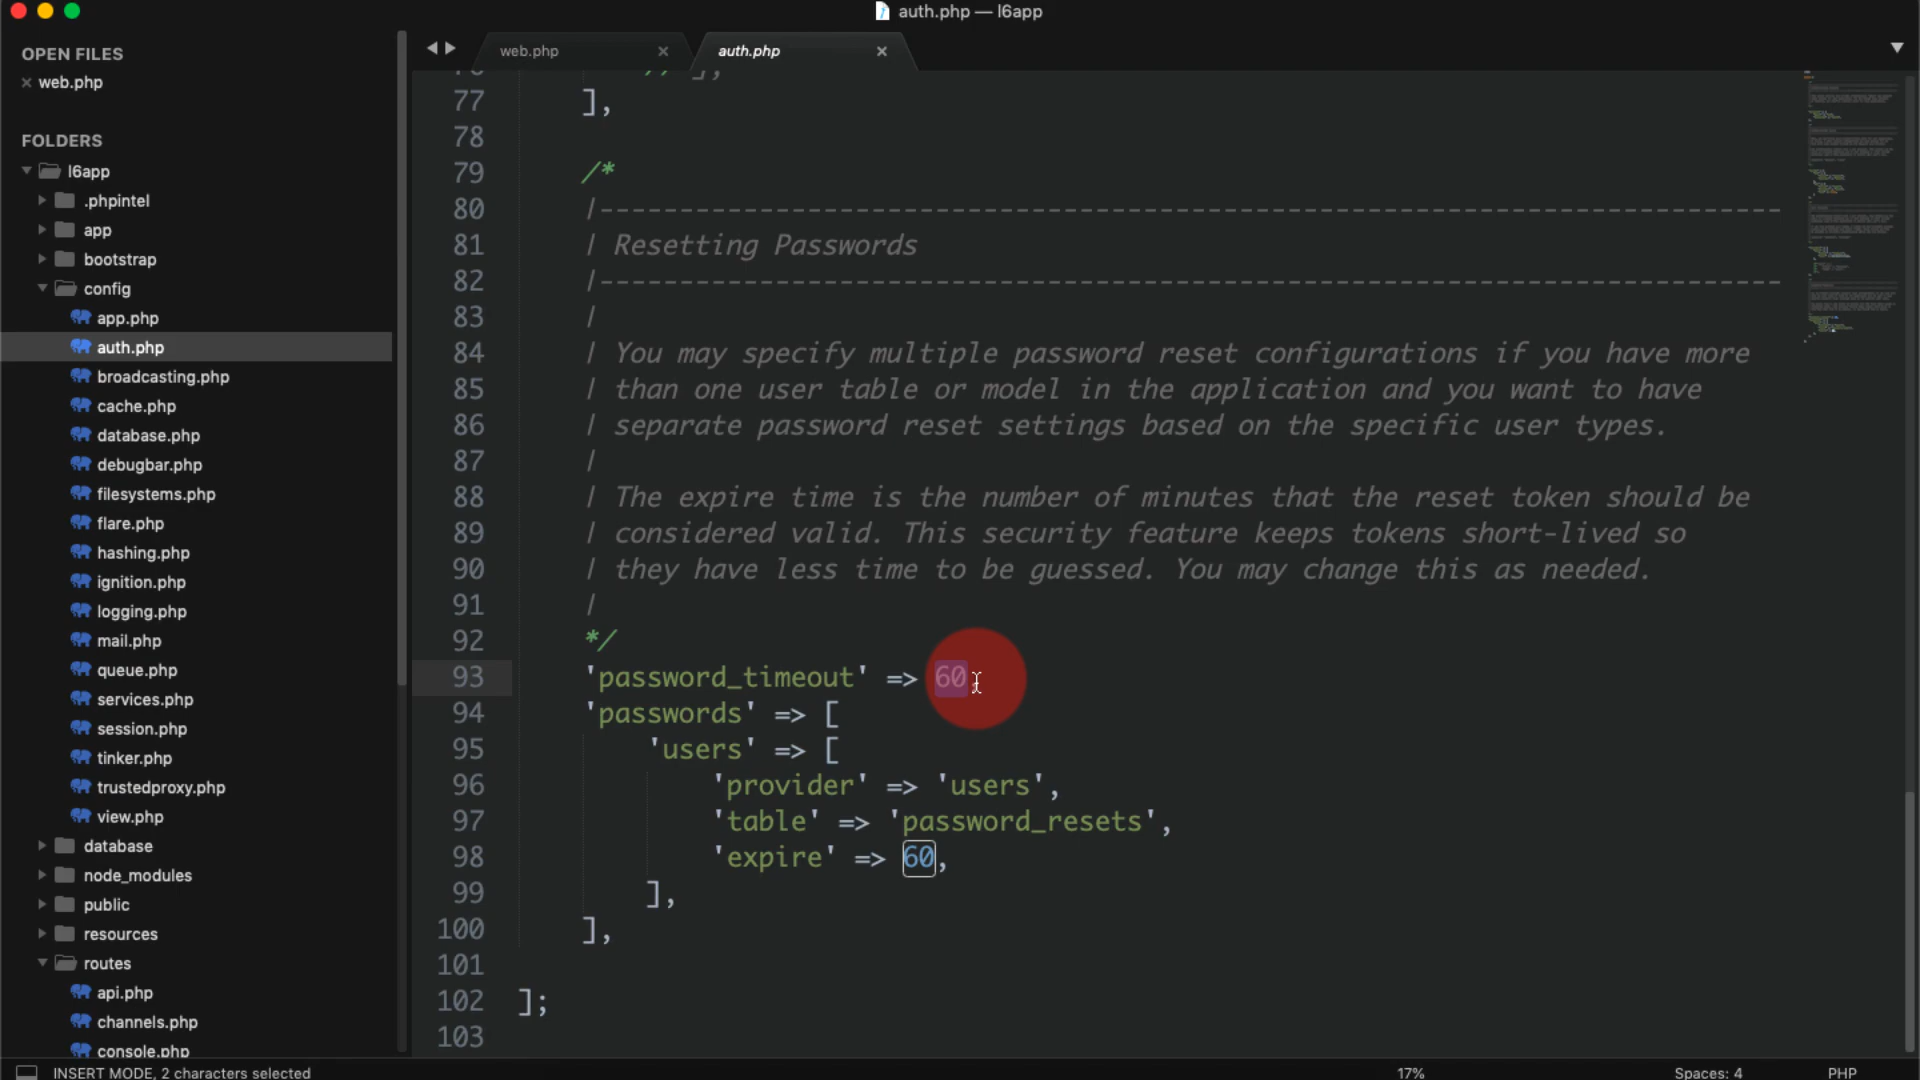 auth.php — l6app
OPEN FILES
web.php
FOLDERS
l6app
.phpintel
app
bootstrap
config
app.php
auth.php
broadcasting.php
cache.php
database.php
debugbar.php
filesystems.php
flare.php
hashing.php
ignition.php
logging.php
mail.php
queue.php
services.php
session.php
tinker.php
trustedproxy.php
view.php
database
node_modules
public
resources
routes
api.php
channels.php
console.php
web.php
auth.php
77 ],
78
79 /*
80 |--------------------------------------------------------------------------
81 | Resetting Passwords
82 |--------------------------------------------------------------------------
83 |
84 | You may specify multiple password reset configurations if you have more
85 | than one user table or model in the application and you want to have
86 | separate password reset settings based on the specific user types.
87 |
88 | The expire time is the number of minutes that the reset token should be
89 | considered valid. This security feature keeps tokens short-lived so
90 | they have less time to be guessed. You may change this as needed.
91 |
92 */
93 'password_timeout' => 60
94 'passwords' => [
95 'users' => [
96 'provider' => 'users',
97 'table' => 'password_resets',
98 'expire' => 60,
99 ],
100 ],
101
102 ];
103
INSERT MODE, 2 characters selected
17%
Spaces: 4
PHP